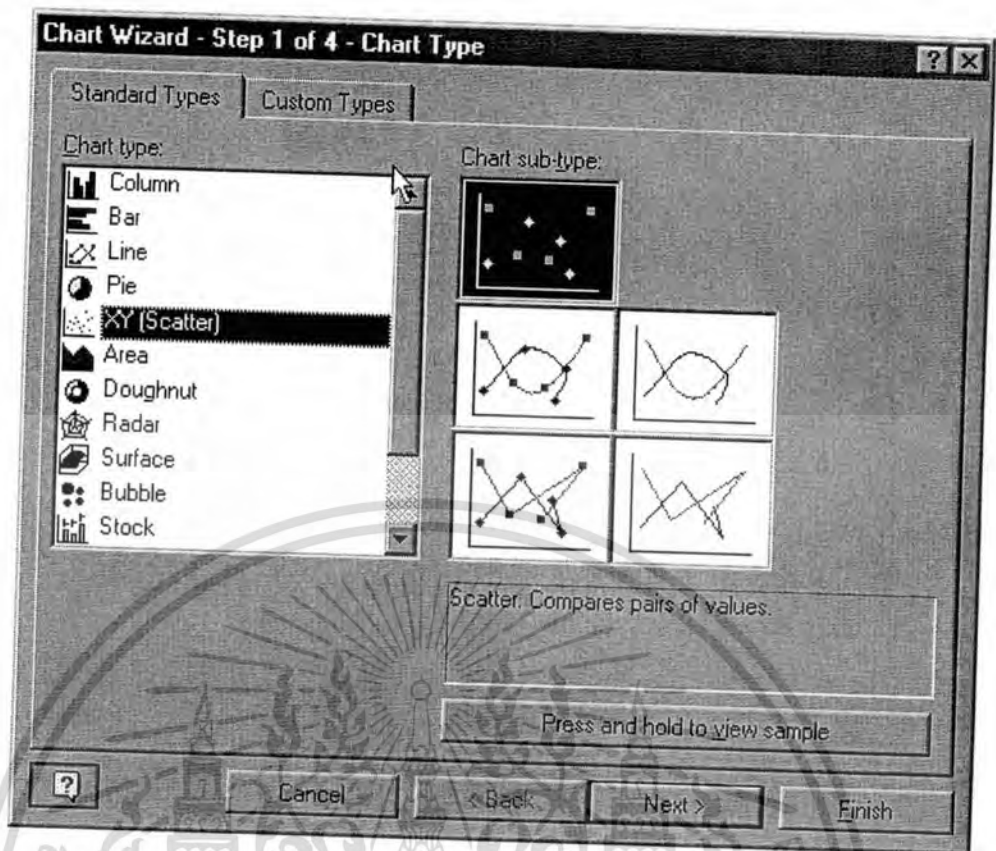 Chart Wizard - Step 1 of 4 - Chart Type
? ×
Standard Types
Custom Types
Chart type:
Column
Bar
Line
Pie
XY (Scatter)
Area
Doughnut
Radar
Surface
Bubble
Stock
Chart sub-type:
Scatter. Compares pairs of values.
Press and hold to view sample
?
Cancel
< Back
Next >
Finish